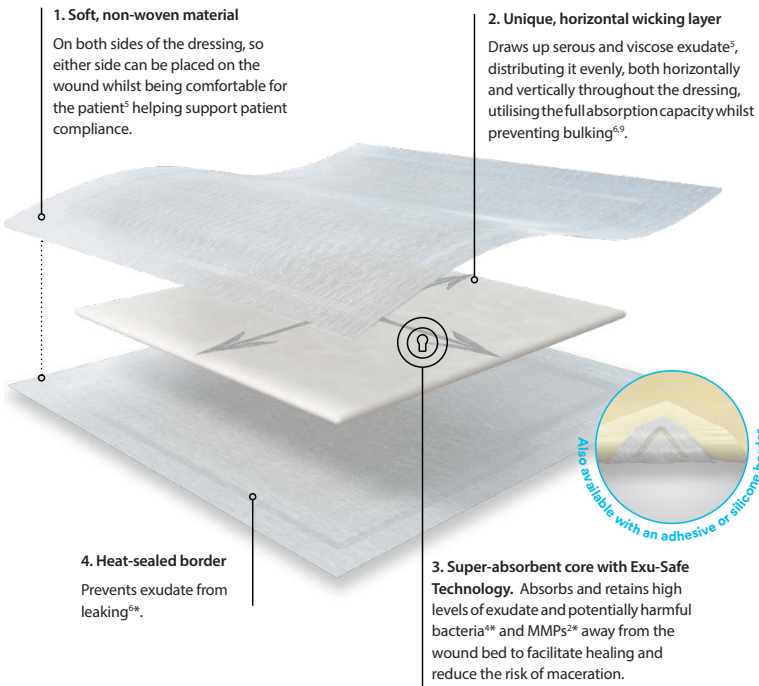 1. Soft, non-woven material
On both sides of the dressing, so
either side can be placed on the
wound whilst being comfortable for
the patient⁵ helping support patient
compliance.
2. Unique, horizontal wicking layer
Draws up serous and viscose exudate⁵,
distributing it evenly, both horizontally
and vertically throughout the dressing,
utilising the full absorption capacity whilst
preventing bulking⁶,⁹.
Also available with an adhesive or silicone
4. Heat-sealed border
Prevents exudate from
leaking⁶*.
3. Super-absorbent core with Exu-Safe
Technology. Absorbs and retains high
levels of exudate and potentially harmful
bacteria⁴* and MMPs²* away from the
wound bed to facilitate healing and
reduce the risk of maceration.